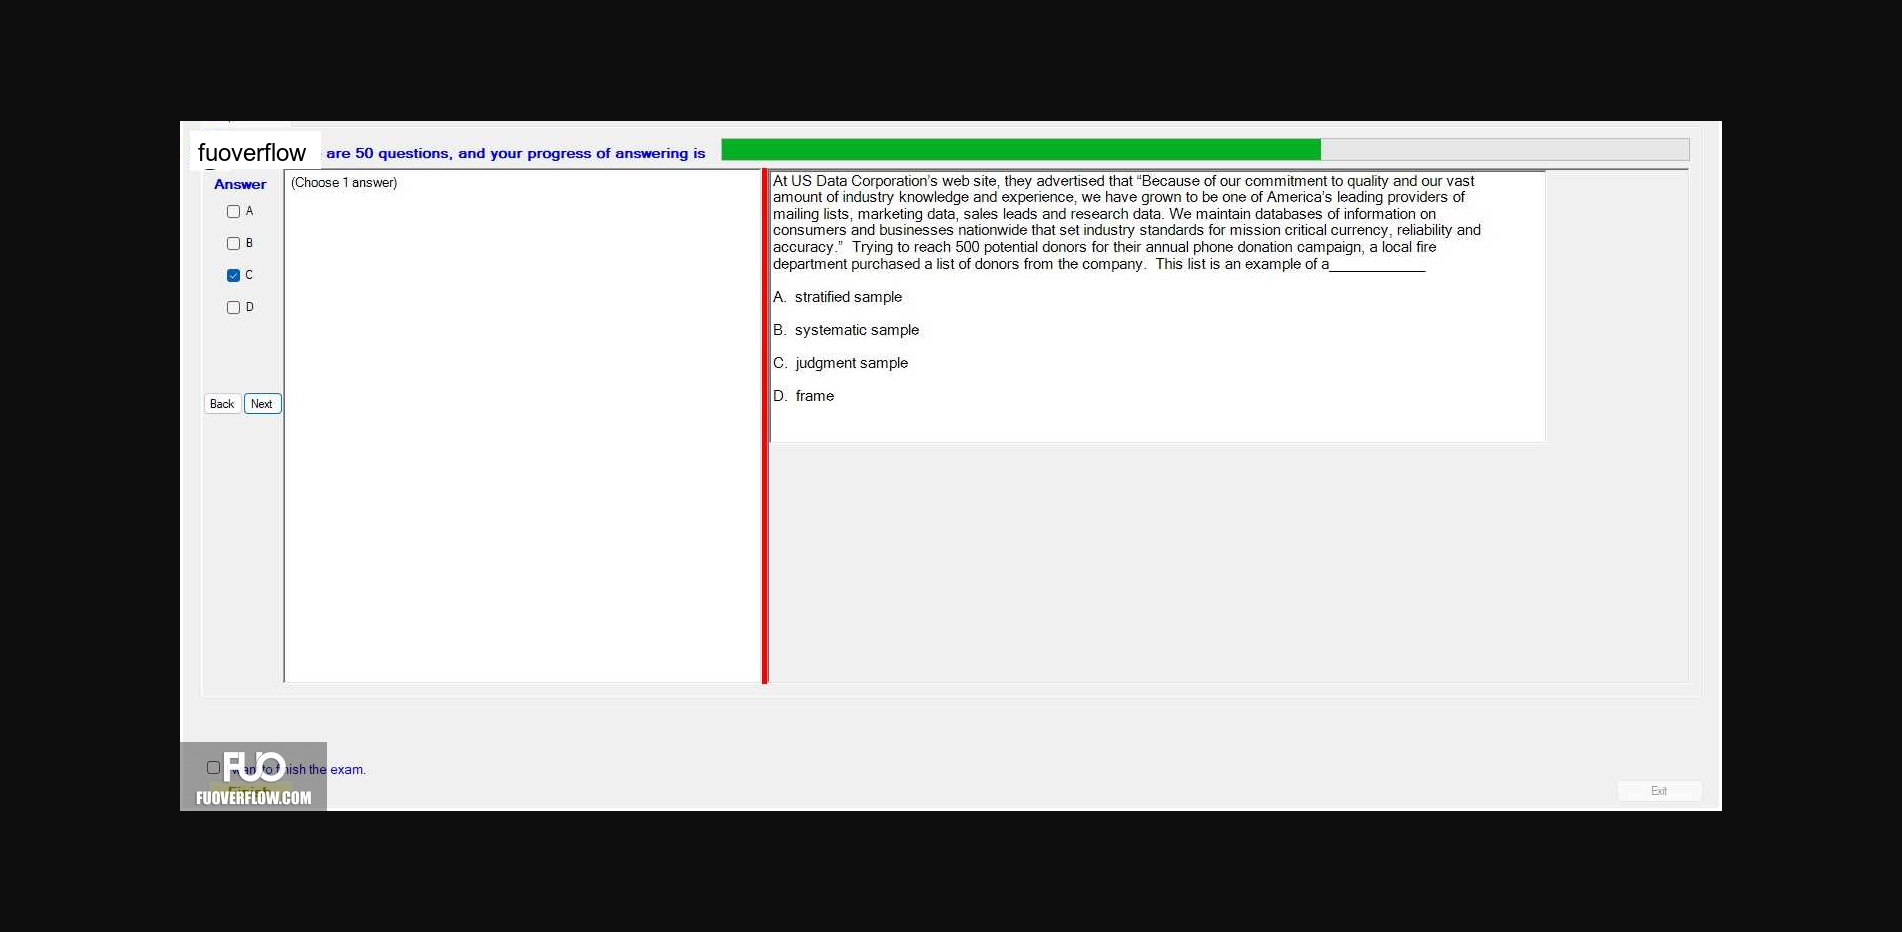 fuoverflow are 50 questions, and your progress of answering is
Answer
(Choose 1 answer)
A
B
C
D
Back Next
At US Data Corporation's web site, they advertised that “Because of our commitment to quality and our vast
amount of industry knowledge and experience, we have grown to be one of America's leading providers of
mailing lists, marketing data, sales leads and research data. We maintain databases of information on
consumers and businesses nationwide that set industry standards for mission critical currency, reliability and
accuracy.” Trying to reach 500 potential donors for their annual phone donation campaign, a local fire
department purchased a list of donors from the company. This list is an example of a____________
A. stratified sample
B. systematic sample
C. judgment sample
D. frame
want to finish the exam.
FUO
Finish
FUOVERFLOW.COM
Exit